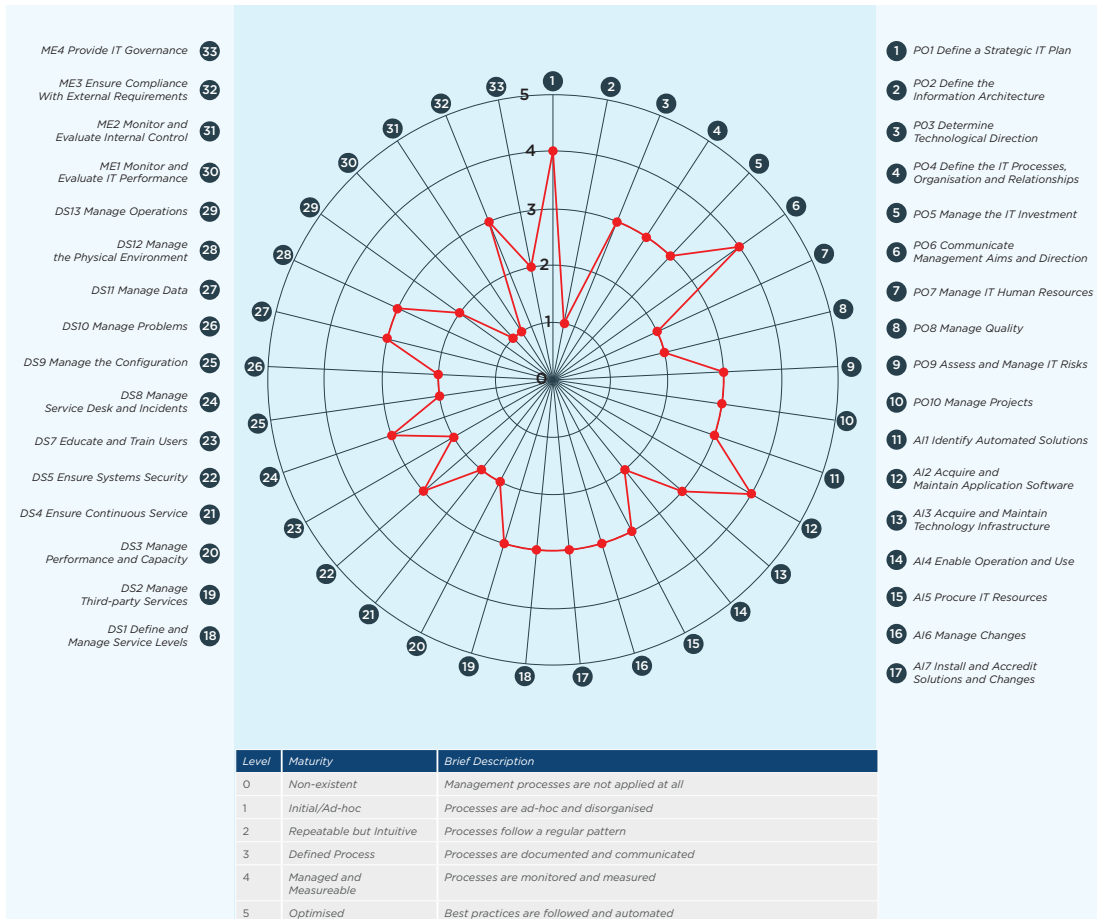 ME4 Provide IT Governance 33
ME3 Ensure Compliance
With External Requirements 32
ME2 Monitor and
Evaluate Internal Control 31
ME1 Monitor and
Evaluate IT Performance 30
DS13 Manage Operations 29
DS12 Manage
the Physical Environment 28
DS11 Manage Data 27
DS10 Manage Problems 26
DS9 Manage the Configuration 25
DS8 Manage
Service Desk and Incidents 24
DS7 Educate and Train Users 23
DS5 Ensure Systems Security 22
DS4 Ensure Continuous Service 21
DS3 Manage
Performance and Capacity 20
DS2 Manage
Third-party Services 19
DS1 Define and
Manage Service Levels 18
1
2
3
4
5
6
7
8
9
10
11
12
13
14
15
16
17
18
19
20
21
22
23
24
25
26
27
28
29
30
31
32
33
5
4
3
2
1
0
1 PO1 Define a Strategic IT Plan
2 PO2 Define the
Information Architecture
3 PO3 Determine
Technological Direction
4 PO4 Define the IT Processes,
Organisation and Relationships
5 PO5 Manage the IT Investment
6 PO6 Communicate
Management Aims and Direction
7 PO7 Manage IT Human Resources
8 PO8 Manage Quality
9 PO9 Assess and Manage IT Risks
10 PO10 Manage Projects
11 AI1 Identify Automated Solutions
12 AI2 Acquire and
Maintain Application Software
13 AI3 Acquire and Maintain
Technology Infrastructure
14 AI4 Enable Operation and Use
15 AI5 Procure IT Resources
16 AI6 Manage Changes
17 AI7 Install and Accredit
Solutions and Changes
Level Maturity Brief Description
0 Non-existent Management processes are not applied at all
1 Initial/Ad-hoc Processes are ad-hoc and disorganised
2 Repeatable but Intuitive Processes follow a regular pattern
3 Defined Process Processes are documented and communicated
4 Managed and Processes are monitored and measured
Measureable
5 Optimised Best practices are followed and automated